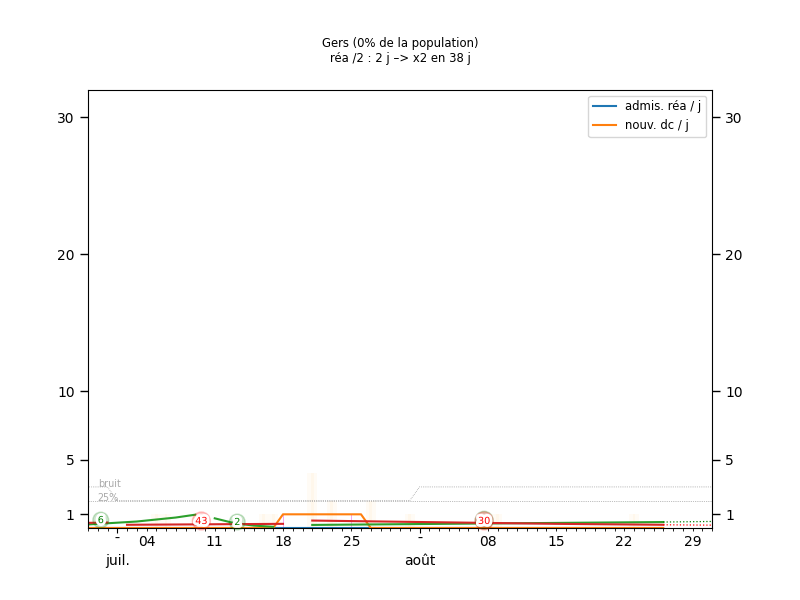 Gers (0% de la population)
réa /2 : 2 j –> x2 en 38 j
admis. réa / j
nouv. dc / j
30 30
20 20
10 10
5 5
bruit
25%
1 1
6 43 2 30
- 04 11 18 25 - 08 15 22 29
juil. août